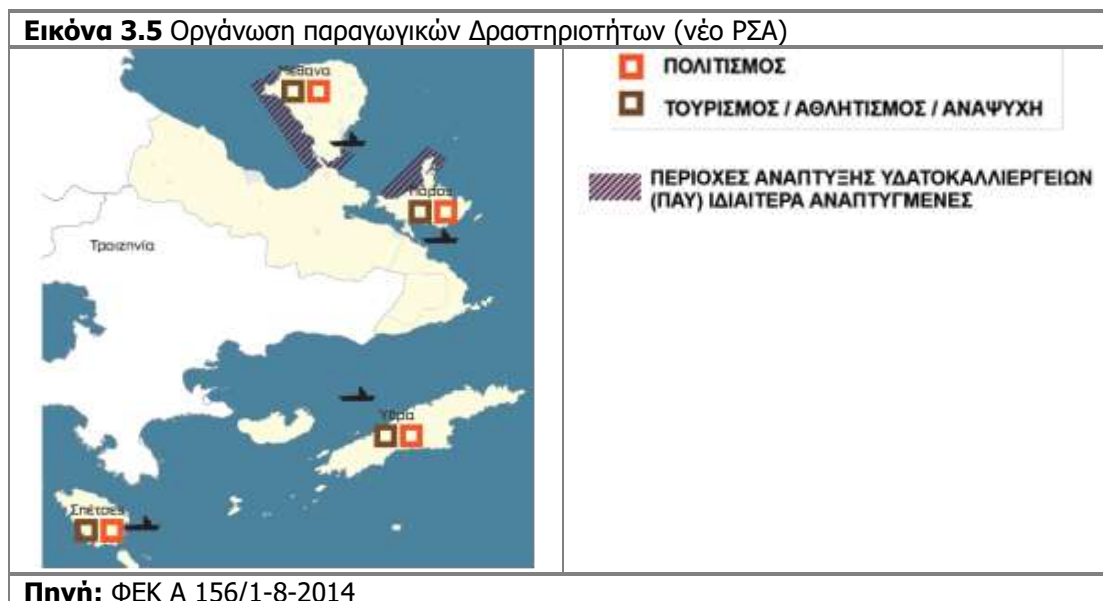 Εικόνα 3.5 Οργάνωση παραγωγικών Δραστηριοτήτων (νέο ΡΣΑ)
Μέθανα
Πόρος
Τροιζηνία
Ύδρα
Σπέτσες
ΠΟΛΙΤΙΣΜΟΣ
ΤΟΥΡΙΣΜΟΣ / ΑΘΛΗΤΙΣΜΟΣ / ΑΝΑΨΥΧΗ
ΠΕΡΙΟΧΕΣ ΑΝΑΠΤΥΞΗΣ ΥΔΑΤΟΚΑΛΛΙΕΡΓΕΙΩΝ
(ΠΑΥ) ΙΔΙΑΙΤΕΡΑ ΑΝΑΠΤΥΓΜΕΝΕΣ
Πηγή: ΦΕΚ Α 156/1-8-2014